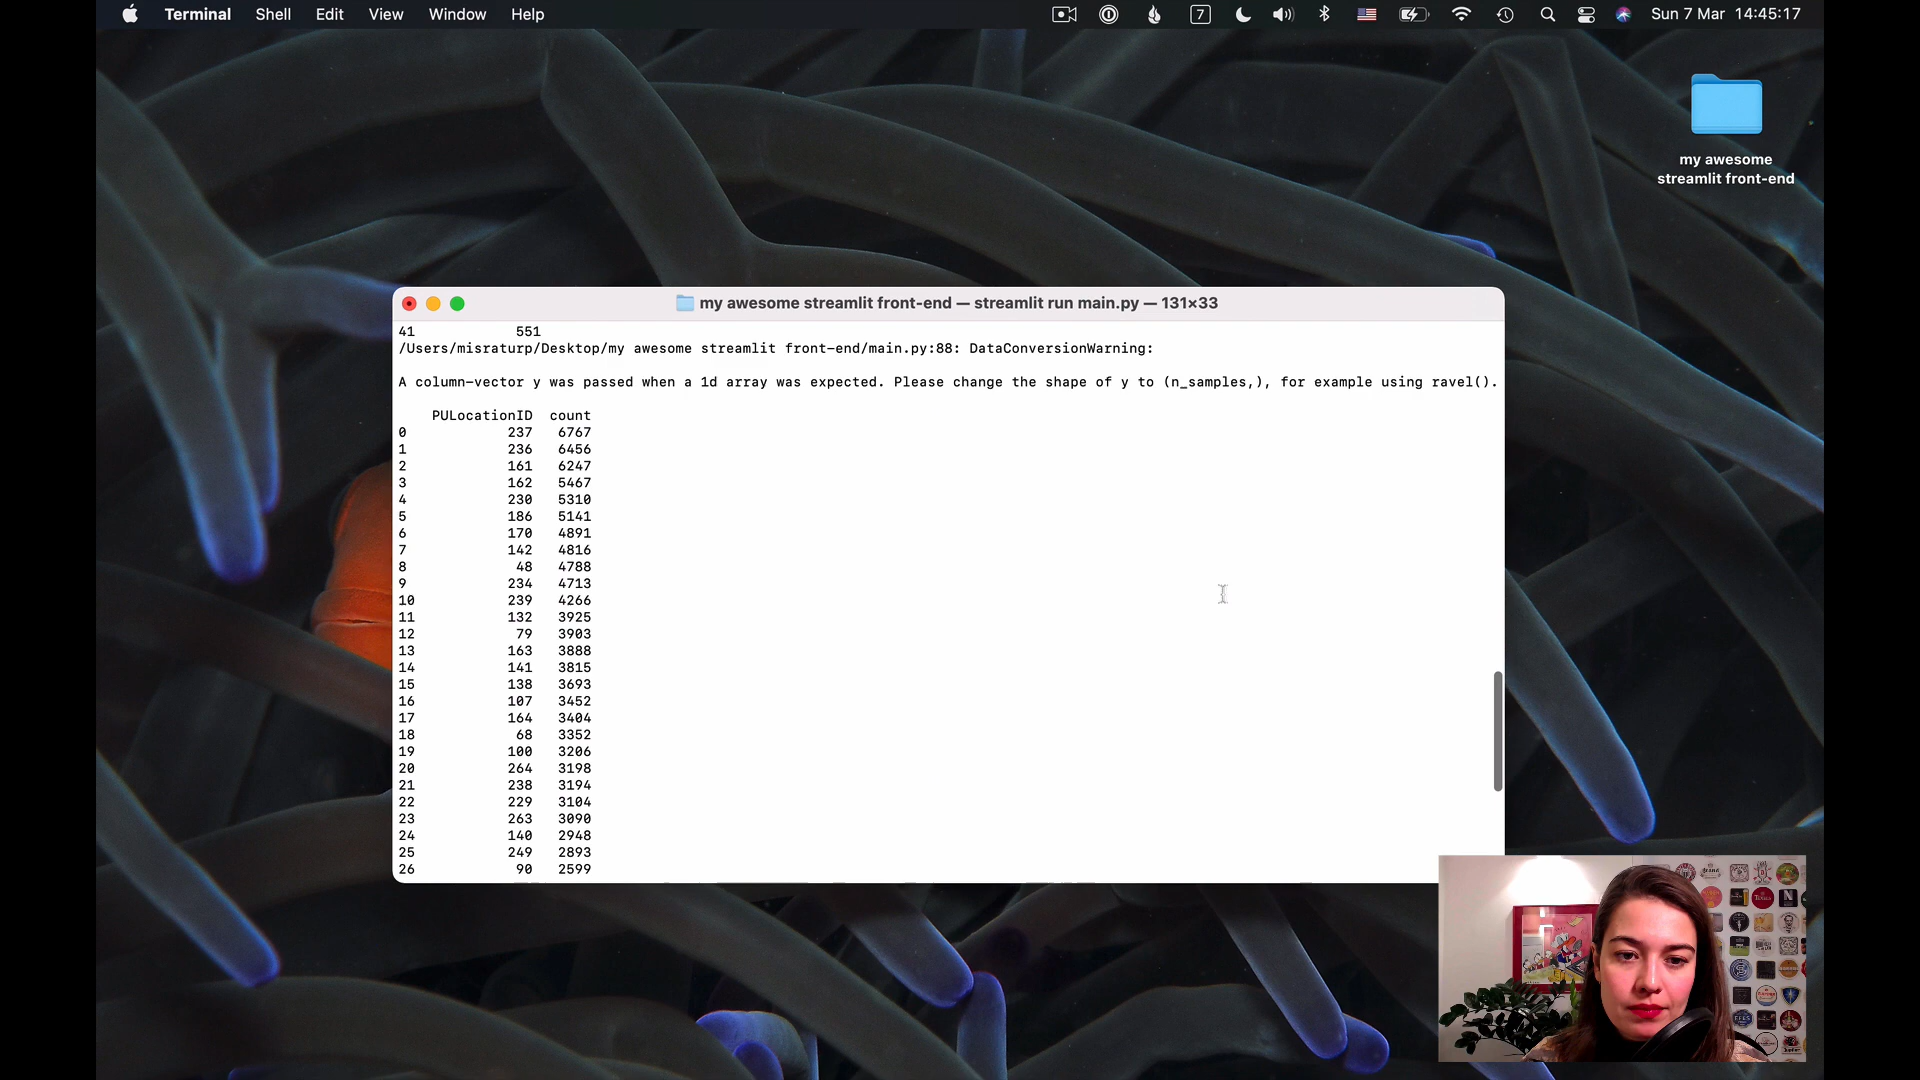 Terminal Shell Edit View Window Help
7
Sun 7 Mar 14:45:17
my awesome
streamlit front-end
my awesome streamlit front-end — streamlit run main.py — 131×33
41 551
/Users/misraturp/Desktop/my awesome streamlit front-end/main.py:88: DataConversionWarning:
A column-vector y was passed when a 1d array was expected. Please change the shape of y to (n_samples,), for example using ravel().
PULocationID count
0 237 6767
1 236 6456
2 161 6247
3 162 5467
4 230 5310
5 186 5141
6 170 4891
7 142 4816
8 48 4788
9 234 4713
10 239 4266
11 132 3925
12 79 3903
13 163 3888
14 141 3815
15 138 3693
16 107 3452
17 164 3404
18 68 3352
19 100 3206
20 264 3198
21 238 3194
22 229 3104
23 263 3090
24 140 2948
25 249 2893
26 90 2599